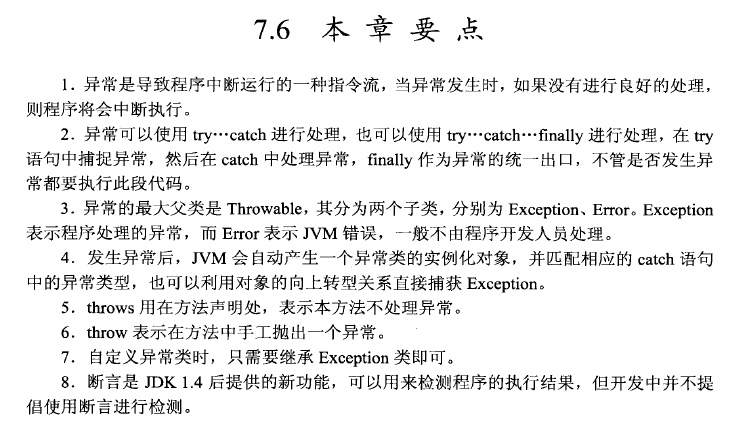 7.6 本章要点
1．异常是导致程序中断运行的一种指令流，当异常发生时，如果没有进行良好的处理，
则程序将会中断执行。
2．异常可以使用 try…catch 进行处理，也可以使用 try…catch…finally 进行处理，在 try
语句中捕捉异常，然后在 catch 中处理异常，finally 作为异常的统一出口，不管是否发生异
常都要执行此段代码。
3．异常的最大父类是 Throwable，其分为两个子类，分别为 Exception、Error。Exception
表示程序处理的异常，而 Error 表示 JVM 错误，一般不由程序开发人员处理。
4．发生异常后，JVM 会自动产生一个异常类的实例化对象，并匹配相应的 catch 语句
中的异常类型，也可以利用对象的向上转型关系直接捕获 Exception。
5．throws 用在方法声明处，表示本方法不处理异常。
6．throw 表示在方法中手工抛出一个异常。
7．自定义异常类时，只需要继承 Exception 类即可。
8．断言是 JDK 1.4 后提供的新功能，可以用来检测程序的执行结果，但开发中并不提
倡使用断言进行检测。